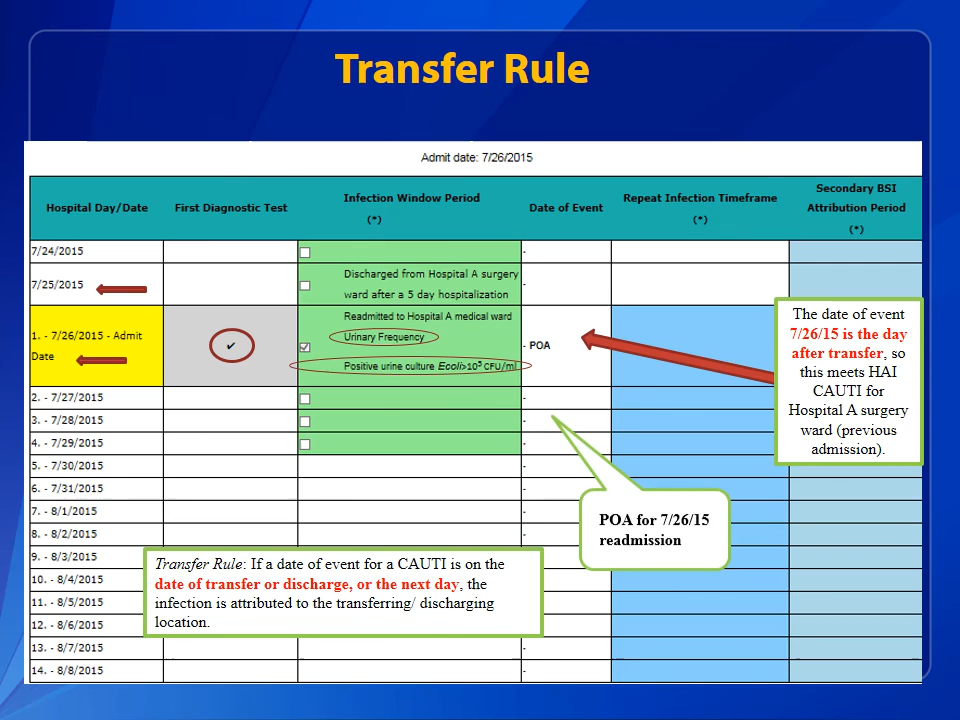 Transfer Rule
Admit date: 7/26/2015
Hospital Day/Date
First Diagnostic Test
Infection Window Period
(*)
Date of Event
Repeat Infection Timeframe
(*)
Secondary BSI
Attribution Period
(*)
7/24/2015
-
7/25/2015
Discharged from Hospital A surgery
ward after a 5 day hospitalization
-
1. - 7/26/2015 - Admit
Date
✔
Readmitted to Hospital A medical ward
Urinary Frequency
Positive urine culture Ecoli>10⁵ CFU/ml
- POA
The date of event
7/26/15 is the day
after transfer, so
this meets HAI
CAUTI for
Hospital A surgery
ward (previous
admission).
2. - 7/27/2015
-
3. - 7/28/2015
-
4. - 7/29/2015
-
5. - 7/30/2015
-
6. - 7/31/2015
-
7. - 8/1/2015
-
8. - 8/2/2015
-
9. - 8/3/2015
10. - 8/4/2015
11. - 8/5/2015
12. - 8/6/2015
13. - 8/7/2015
-
14. - 8/8/2015
-
POA for 7/26/15
readmission
Transfer Rule: If a date of event for a CAUTI is on the
date of transfer or discharge, or the next day, the
infection is attributed to the transferring/ discharging
location.